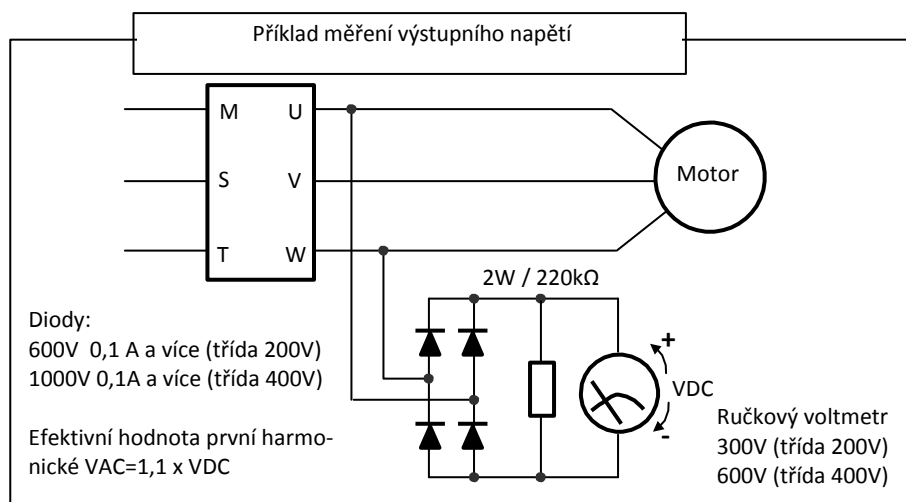 Příklad měření výstupního napětí
M U
S V
T W
Motor
2W / 220kΩ
Diody:
600V 0,1 A a více (třída 200V)
1000V 0,1A a více (třída 400V)
Efektivní hodnota první harmo-
nické VAC=1,1 x VDC
+
VDC
-
Ručkový voltmetr
300V (třída 200V)
600V (třída 400V)